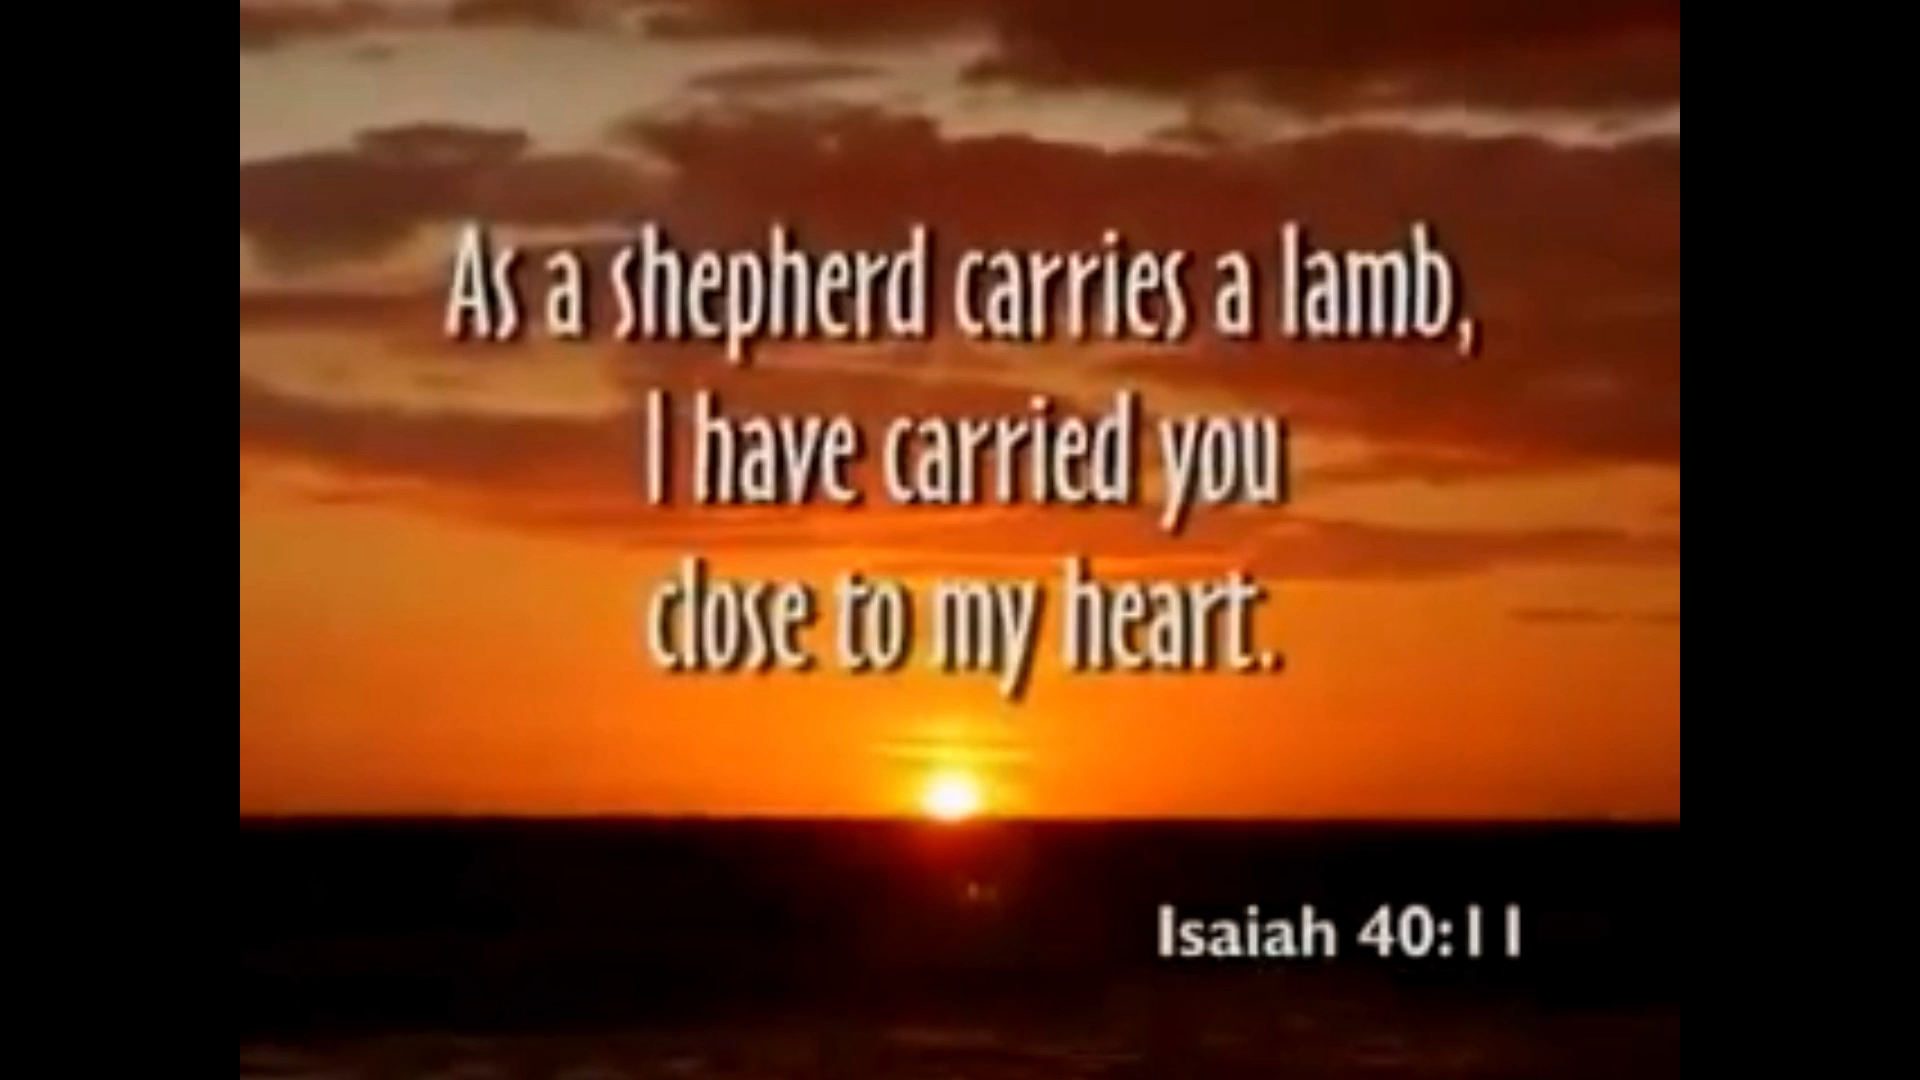 As a shepherd carries a lamb,
I have carried you
close to my heart.
Isaiah 40:11